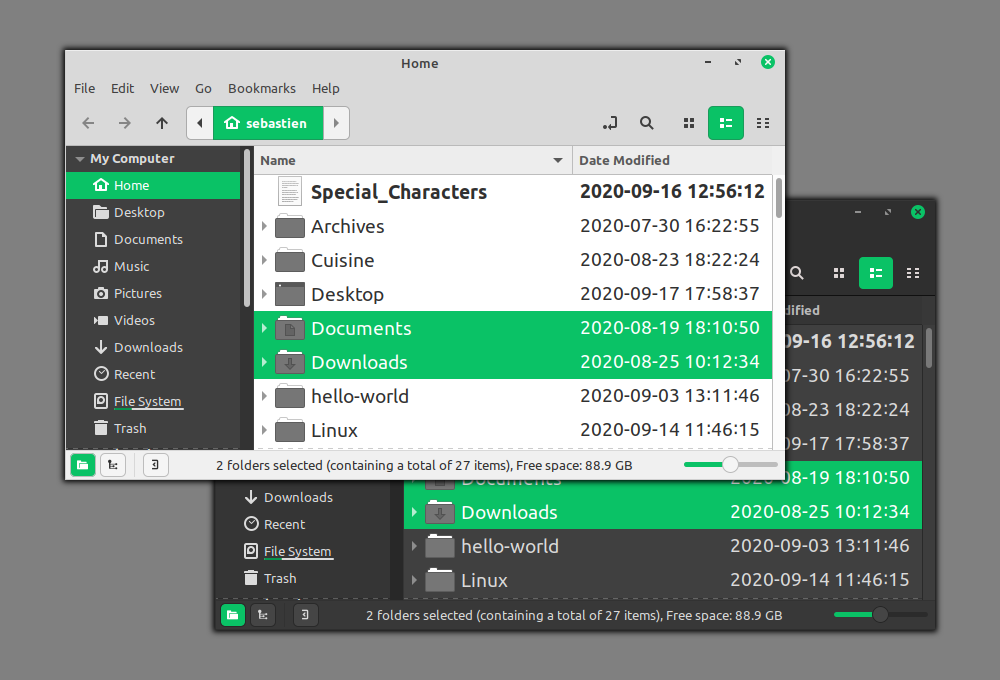 Home
File Edit View Go Bookmarks Help
sebastien
My Computer
Home
Desktop
Documents
Music
Pictures
Videos
Downloads
Recent
File System
Trash
Name Date Modified
Special_Characters 2020-09-16 12:56:12
Archives 2020-07-30 16:22:55
Cuisine 2020-08-23 18:22:24
Desktop 2020-09-17 17:58:37
Documents 2020-08-19 18:10:50
Downloads 2020-08-25 10:12:34
hello-world 2020-09-03 13:11:46
Linux 2020-09-14 11:46:15
2 folders selected (containing a total of 27 items), Free space: 88.9 GB
dified
09-16 12:56:12
07-30 16:22:55
08-23 18:22:24
09-17 17:58:37
Documents 2020-08-19 18:10:50
Downloads 2020-08-25 10:12:34
hello-world 2020-09-03 13:11:46
Linux 2020-09-14 11:46:15
Downloads
Recent
File System
Trash
2 folders selected (containing a total of 27 items), Free space: 88.9 GB